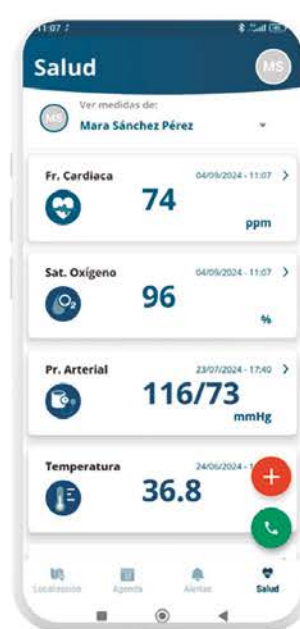 11:07
Salud
MS
Ver medidas de:
MS
Mara Sánchez Pérez
Fr. Cardiaca
04/09/2024 - 11:07
74
ppm
Sat. Oxígeno
04/09/2024 - 11:07
O2
96
%
Pr. Arterial
23/07/2024 - 17:40
116/73
mmHg
Temperatura
24/06/2024 - 1
36.8
Localización
Agenda
Alertas
Salud